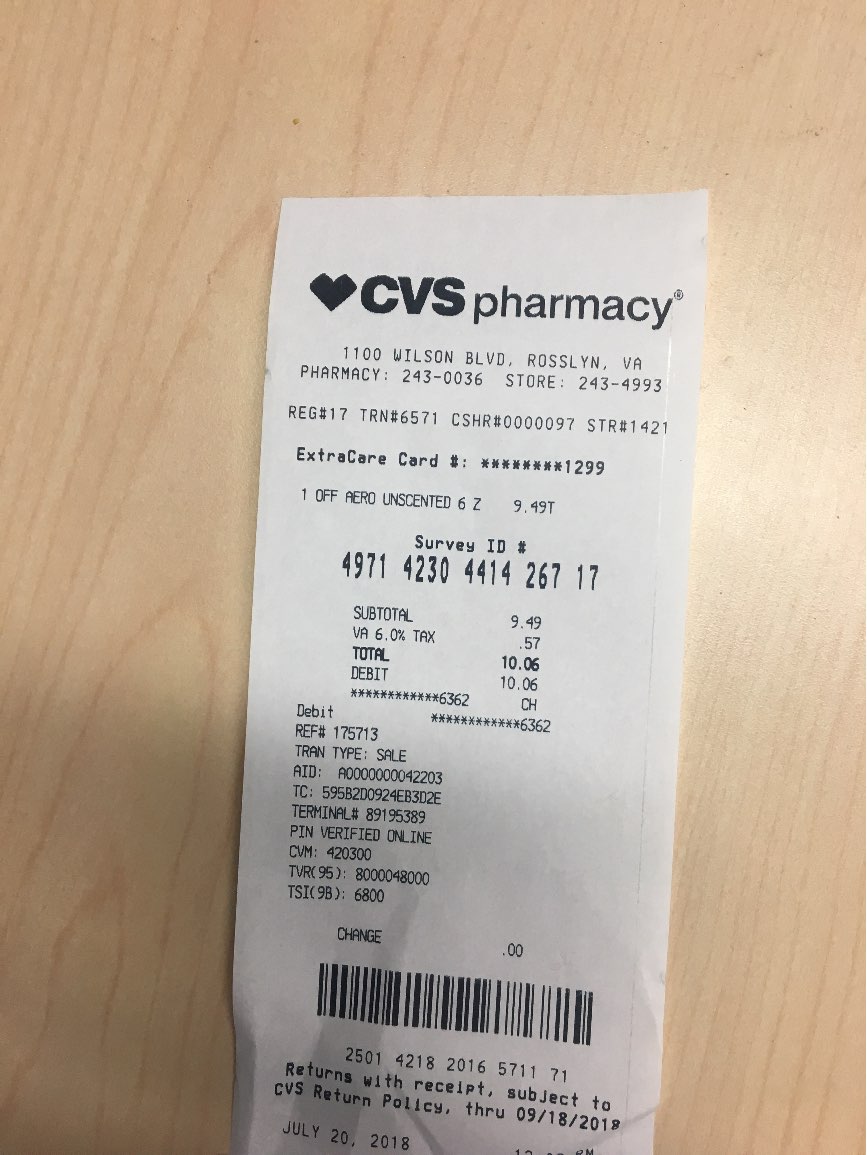 CVS pharmacy®
1100 WILSON BLVD, ROSSLYN, VA
PHARMACY: 243-0036 STORE: 243-4993
REG#17 TRN#6571 CSHR#0000097 STR#1421
ExtraCare Card #: ********1299
1 OFF AERO UNSCENTED 6 Z 9.49T
Survey ID #
4971 4230 4414 267 17
SUBTOTAL 9.49
VA 6.0% TAX .57
TOTAL 10.06
DEBIT 10.06
************6362 CH
Debit ************6362
REF# 175713
TRAN TYPE: SALE
AID: A0000000042203
TC: 595B2D0924EB3D2E
TERMINAL# 89195389
PIN VERIFIED ONLINE
CVM: 420300
TVR(95): 8000048000
TSI(9B): 6800
CHANGE .00
2501 4218 2016 5711 71
Returns with receipt, subject to
CVS Return Policy, thru 09/18/2018
JULY 20, 2018